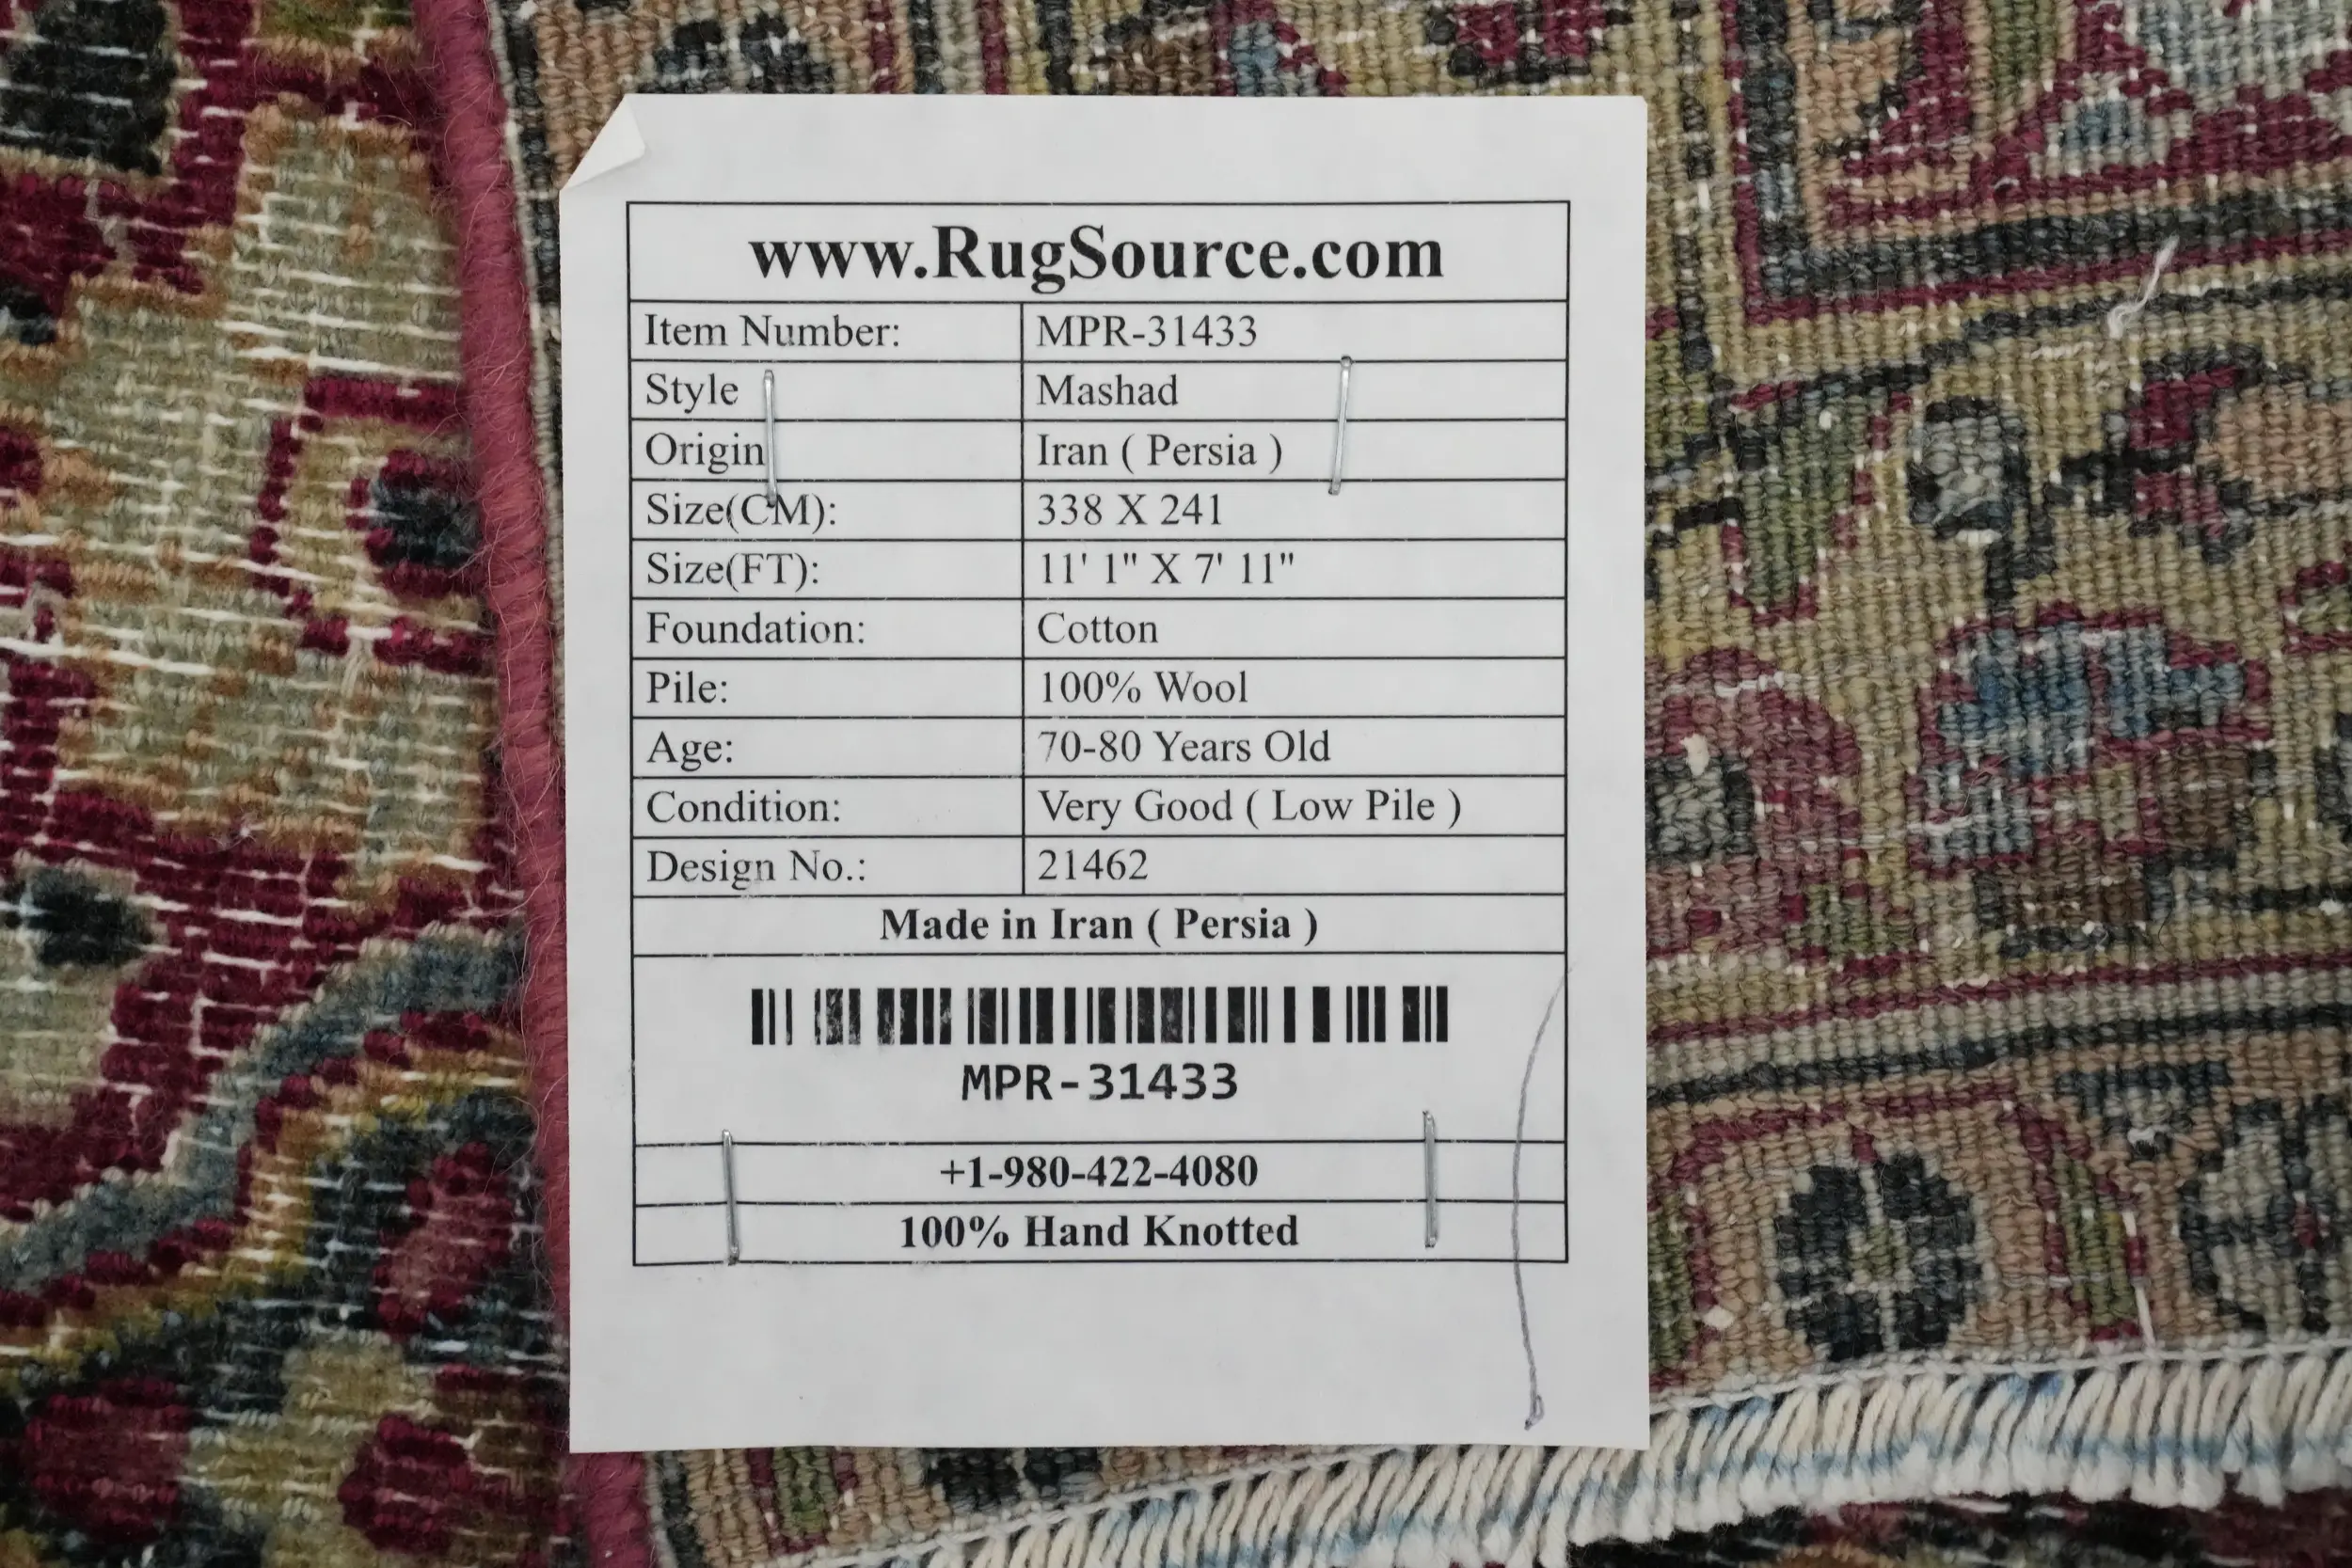 www.RugSource.com
Item Number: MPR-31433
Style Mashad
Origin Iran ( Persia )
Size(CM): 338 X 241
Size(FT): 11' 1" X 7' 11"
Foundation: Cotton
Pile: 100% Wool
Age: 70-80 Years Old
Condition: Very Good ( Low Pile )
Design No.: 21462
Made in Iran ( Persia )
MPR-31433
+1-980-422-4080
100% Hand Knotted